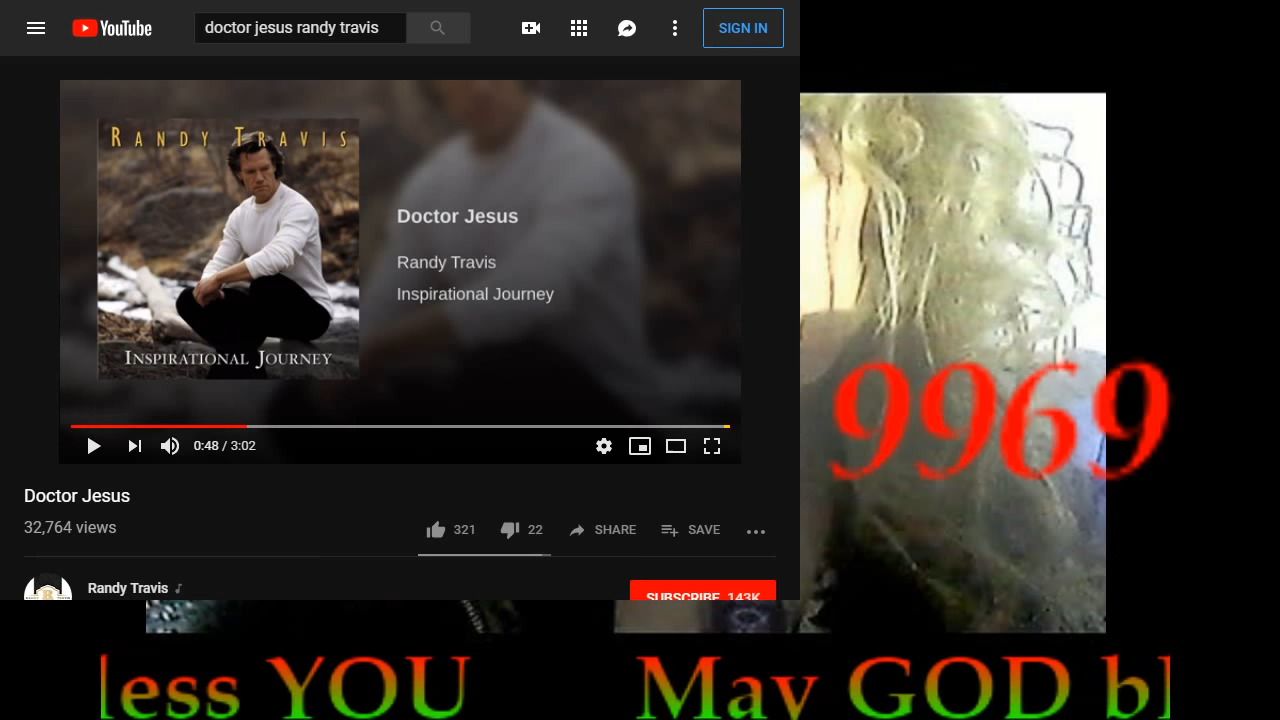 YouTube
doctor jesus randy travis
SIGN IN
RANDY TRAVIS
INSPIRATIONAL JOURNEY
Doctor Jesus
Randy Travis
Inspirational Journey
0:48 / 3:02
Doctor Jesus
32,764 views
321
22
SHARE
SAVE
Randy Travis
SUBSCRIBE 143K
9969
less YOU May GOD bl